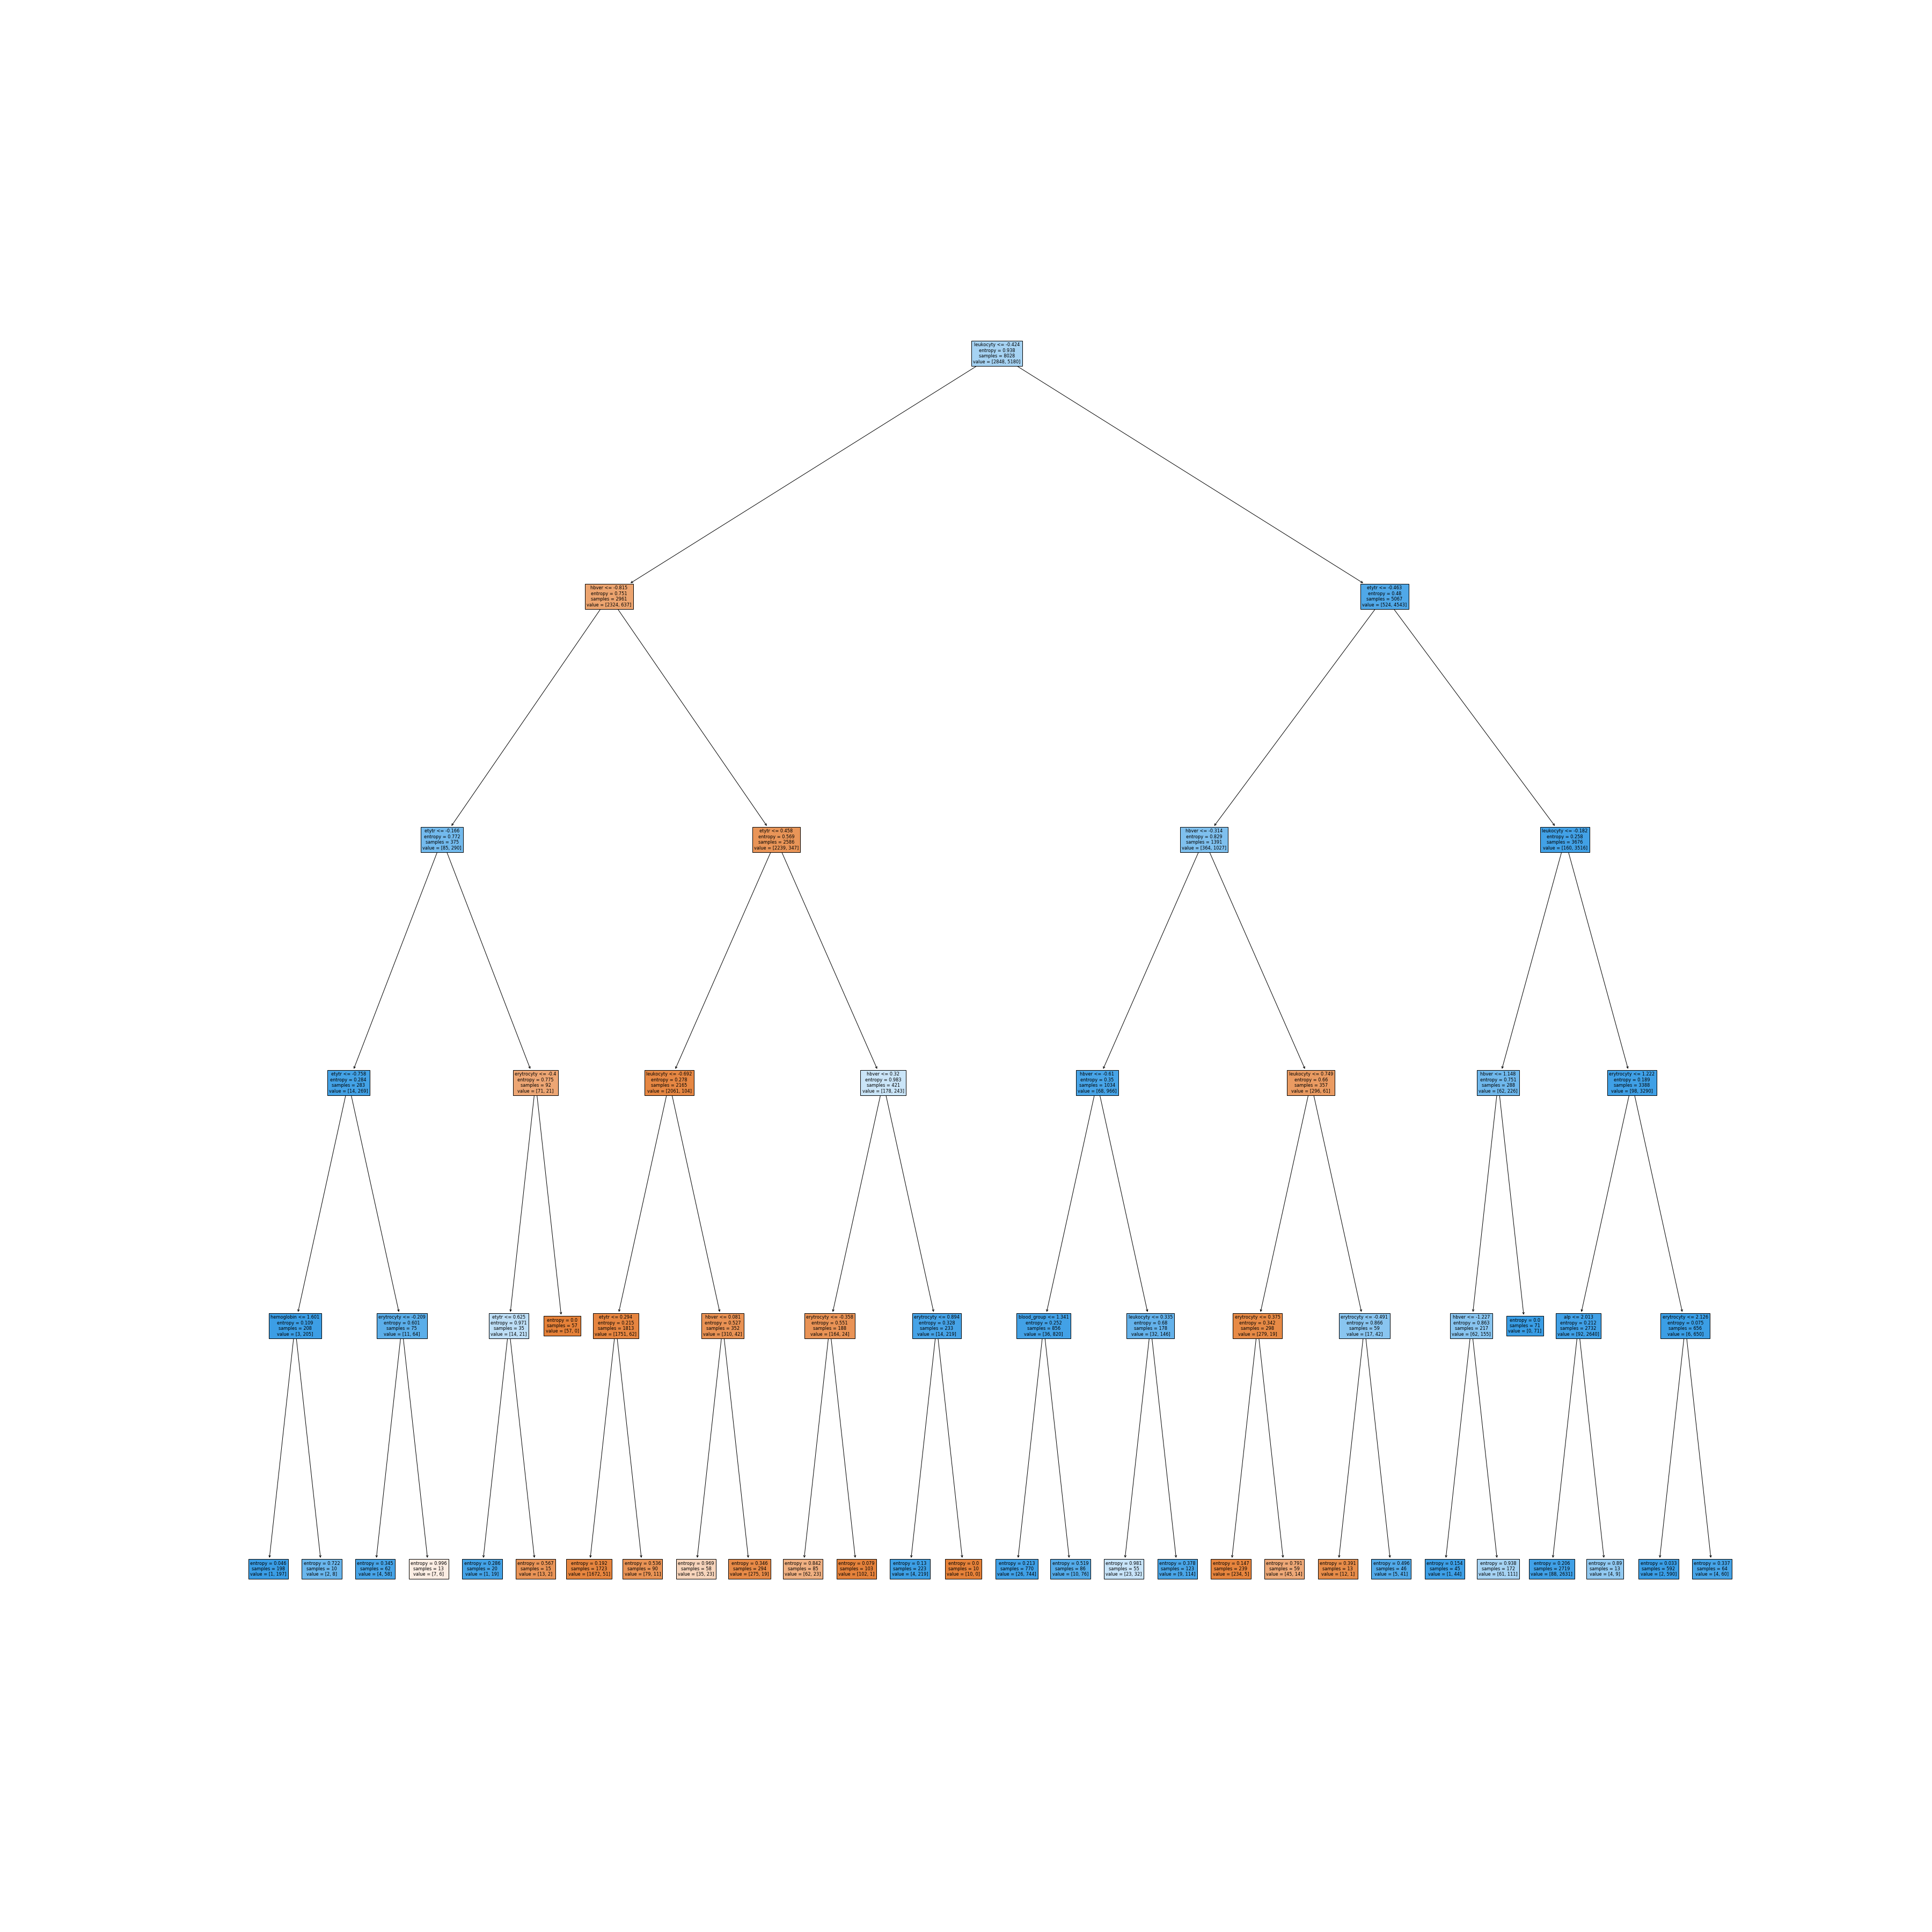 leukocyty <= -0.424
entropy = 0.938
samples = 8028
value = [2848, 5180]
hbver <= -0.815
entropy = 0.751
samples = 2961
value = [2324, 637]
etytr <= -0.463
entropy = 0.48
samples = 5067
value = [524, 4543]
etytr <= -0.166
entropy = 0.772
samples = 375
value = [85, 290]
etytr <= 0.458
entropy = 0.569
samples = 2586
value = [2239, 347]
hbver <= -0.314
entropy = 0.829
samples = 1391
value = [364, 1027]
leukocyty <= -0.182
entropy = 0.258
samples = 3676
value = [160, 3516]
etytr <= -0.758
entropy = 0.284
samples = 283
value = [14, 269]
erytrocyty <= -0.4
entropy = 0.775
samples = 92
value = [71, 21]
leukocyty <= -0.692
entropy = 0.278
samples = 2165
value = [2061, 104]
hbver <= 0.32
entropy = 0.983
samples = 421
value = [178, 243]
hbver <= -0.61
entropy = 0.35
samples = 1034
value = [68, 966]
leukocyty <= 0.749
entropy = 0.66
samples = 357
value = [296, 61]
hbver <= 1.148
entropy = 0.751
samples = 288
value = [62, 226]
erytrocyty <= 1.222
entropy = 0.189
samples = 3388
value = [98, 3290]
hemoglobin <= 1.601
entropy = 0.109
samples = 208
value = [3, 205]
erytrocyty <= -0.209
entropy = 0.601
samples = 75
value = [11, 64]
etytr <= 0.625
entropy = 0.971
samples = 35
value = [14, 21]
entropy = 0.0
samples = 57
value = [57, 0]
etytr <= 0.294
entropy = 0.215
samples = 1813
value = [1751, 62]
hbver <= 0.081
entropy = 0.527
samples = 352
value = [310, 42]
erytrocyty <= -0.358
entropy = 0.551
samples = 188
value = [164, 24]
erytrocyty <= 0.894
entropy = 0.328
samples = 233
value = [14, 219]
blood_group <= 1.341
entropy = 0.252
samples = 856
value = [36, 820]
leukocyty <= 0.335
entropy = 0.68
samples = 178
value = [32, 146]
erytrocyty <= 0.375
entropy = 0.342
samples = 298
value = [279, 19]
erytrocyty <= -0.491
entropy = 0.866
samples = 59
value = [17, 42]
hbver <= -1.227
entropy = 0.863
samples = 217
value = [62, 155]
entropy = 0.0
samples = 71
value = [0, 71]
alp <= 2.013
entropy = 0.212
samples = 2732
value = [92, 2640]
erytrocyty <= 2.126
entropy = 0.075
samples = 656
value = [6, 650]
entropy = 0.046
samples = 198
value = [1, 197]
entropy = 0.722
samples = 10
value = [2, 8]
entropy = 0.345
samples = 62
value = [4, 58]
entropy = 0.996
samples = 13
value = [7, 6]
entropy = 0.286
samples = 20
value = [1, 19]
entropy = 0.567
samples = 15
value = [13, 2]
entropy = 0.192
samples = 1723
value = [1672, 51]
entropy = 0.536
samples = 90
value = [79, 11]
entropy = 0.969
samples = 58
value = [35, 23]
entropy = 0.346
samples = 294
value = [275, 19]
entropy = 0.842
samples = 85
value = [62, 23]
entropy = 0.079
samples = 103
value = [102, 1]
entropy = 0.13
samples = 223
value = [4, 219]
entropy = 0.0
samples = 10
value = [10, 0]
entropy = 0.213
samples = 770
value = [26, 744]
entropy = 0.519
samples = 86
value = [10, 76]
entropy = 0.981
samples = 55
value = [23, 32]
entropy = 0.378
samples = 123
value = [9, 114]
entropy = 0.147
samples = 239
value = [234, 5]
entropy = 0.791
samples = 59
value = [45, 14]
entropy = 0.391
samples = 13
value = [12, 1]
entropy = 0.496
samples = 46
value = [5, 41]
entropy = 0.154
samples = 45
value = [1, 44]
entropy = 0.938
samples = 172
value = [61, 111]
entropy = 0.206
samples = 2719
value = [88, 2631]
entropy = 0.89
samples = 13
value = [4, 9]
entropy = 0.033
samples = 592
value = [2, 590]
entropy = 0.337
samples = 64
value = [4, 60]